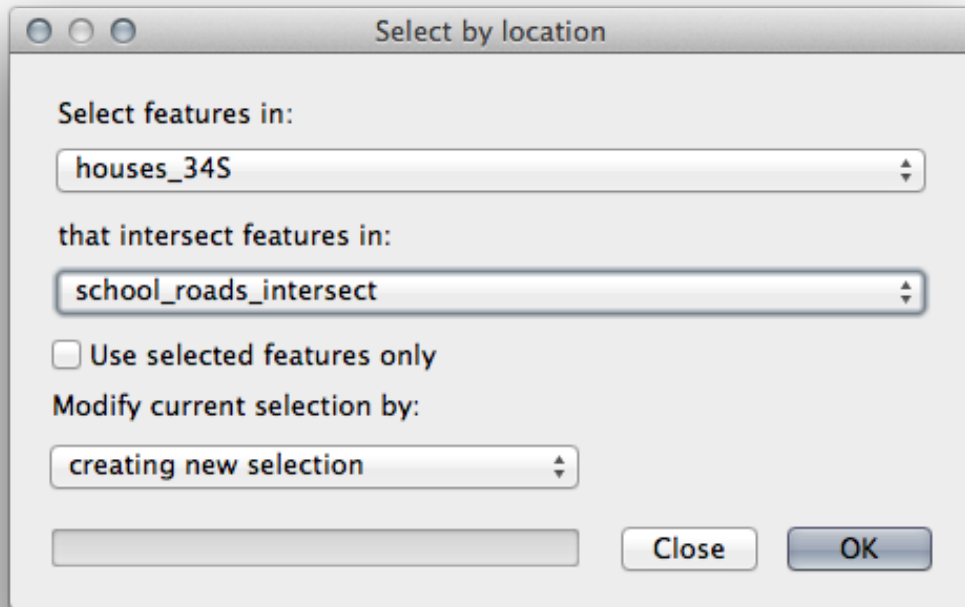 Select by location
Select features in:
houses_34S
that intersect features in:
school_roads_intersect
Use selected features only
Modify current selection by:
creating new selection
Close OK